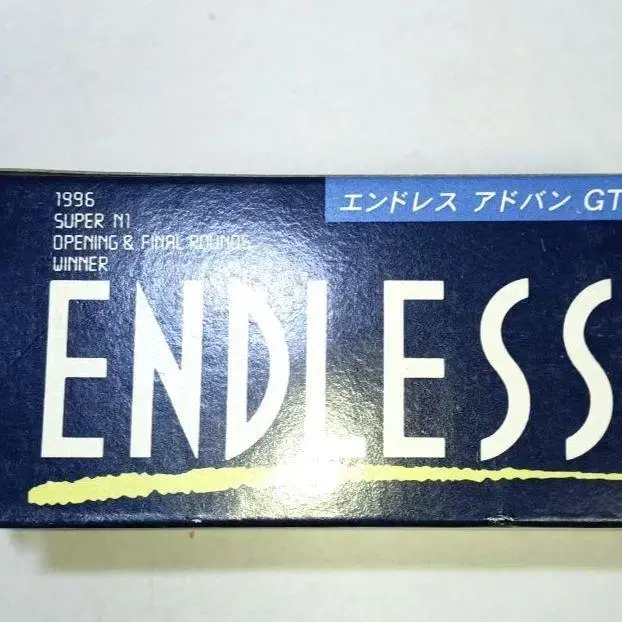 1996
SUPER N1
OPENING & FINAL ROUNDS
WINNER
エンドレス アドバン GT
ENDLESS